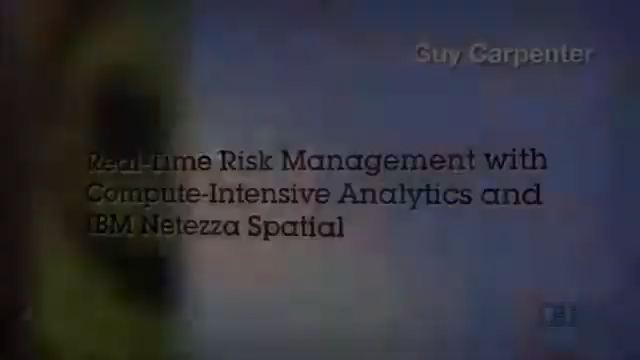 Guy Carpenter
Real-Time Risk Management with
Compute-Intensive Analytics and
IBM Netezza Spatial